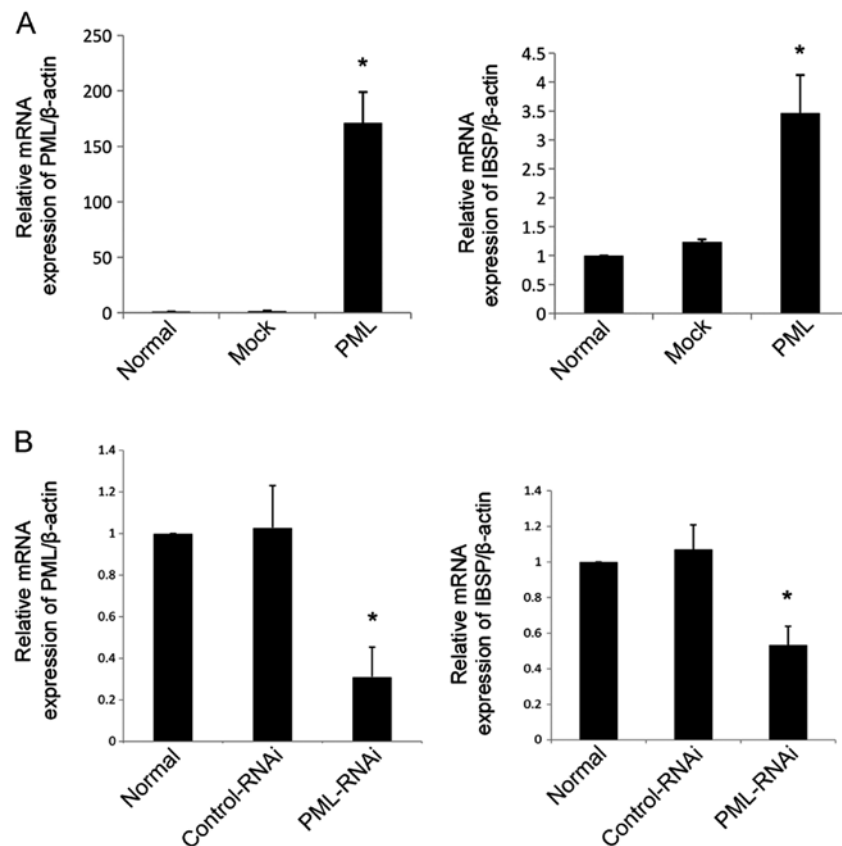 A
Relative mRNA
expression of PML/β-actin
250
200
150
100
50
0
*
Normal
Mock
PML
Relative mRNA
expression of IBSP/β-actin
4.5
4
3.5
3
2.5
2
1.5
1
0.5
0
*
Normal
Mock
PML
B
Relative mRNA
expression of PML/β-actin
1.4
1.2
1
0.8
0.6
0.4
0.2
0
*
Normal
Control-RNAi
PML-RNAi
Relative mRNA
expression of IBSP/β-actin
1.4
1.2
1
0.8
0.6
0.4
0.2
0
*
Normal
Control-RNAi
PML-RNAi